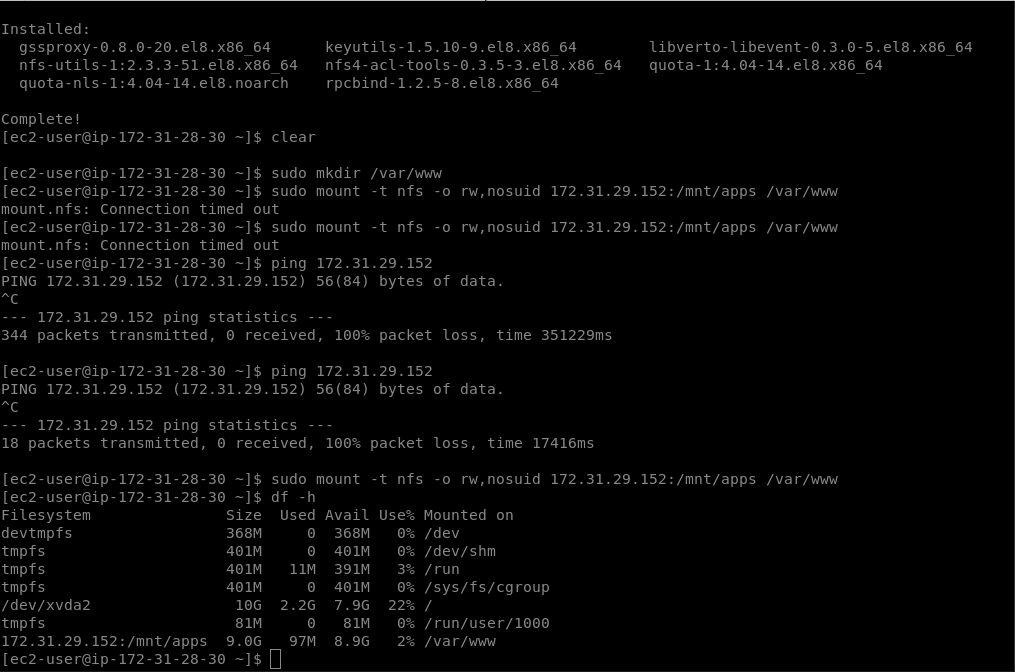 Installed:
  gssproxy-0.8.0-20.el8.x86_64      keyutils-1.5.10-9.el8.x86_64        libverto-libevent-0.3.0-5.el8.x86_64
  nfs-utils-1:2.3.3-51.el8.x86_64   nfs4-acl-tools-0.3.5-3.el8.x86_64   quota-1:4.04-14.el8.x86_64
  quota-nls-1:4.04-14.el8.noarch    rpcbind-1.2.5-8.el8.x86_64
Complete!
[ec2-user@ip-172-31-28-30 ~]$ clear
[ec2-user@ip-172-31-28-30 ~]$ sudo mkdir /var/www
[ec2-user@ip-172-31-28-30 ~]$ sudo mount -t nfs -o rw,nosuid 172.31.29.152:/mnt/apps /var/www
mount.nfs: Connection timed out
[ec2-user@ip-172-31-28-30 ~]$ sudo mount -t nfs -o rw,nosuid 172.31.29.152:/mnt/apps /var/www
mount.nfs: Connection timed out
[ec2-user@ip-172-31-28-30 ~]$ ping 172.31.29.152
PING 172.31.29.152 (172.31.29.152) 56(84) bytes of data.
^C
--- 172.31.29.152 ping statistics ---
344 packets transmitted, 0 received, 100% packet loss, time 351229ms
[ec2-user@ip-172-31-28-30 ~]$ ping 172.31.29.152
PING 172.31.29.152 (172.31.29.152) 56(84) bytes of data.
^C
--- 172.31.29.152 ping statistics ---
18 packets transmitted, 0 received, 100% packet loss, time 17416ms
[ec2-user@ip-172-31-28-30 ~]$ sudo mount -t nfs -o rw,nosuid 172.31.29.152:/mnt/apps /var/www
[ec2-user@ip-172-31-28-30 ~]$ df -h
Filesystem               Size  Used Avail Use% Mounted on
devtmpfs                 368M     0  368M   0% /dev
tmpfs                    401M     0  401M   0% /dev/shm
tmpfs                    401M   11M  391M   3% /run
tmpfs                    401M     0  401M   0% /sys/fs/cgroup
/dev/xvda2                10G  2.2G  7.9G  22% /
tmpfs                     81M     0   81M   0% /run/user/1000
172.31.29.152:/mnt/apps  9.0G   97M  8.9G   2% /var/www
[ec2-user@ip-172-31-28-30 ~]$